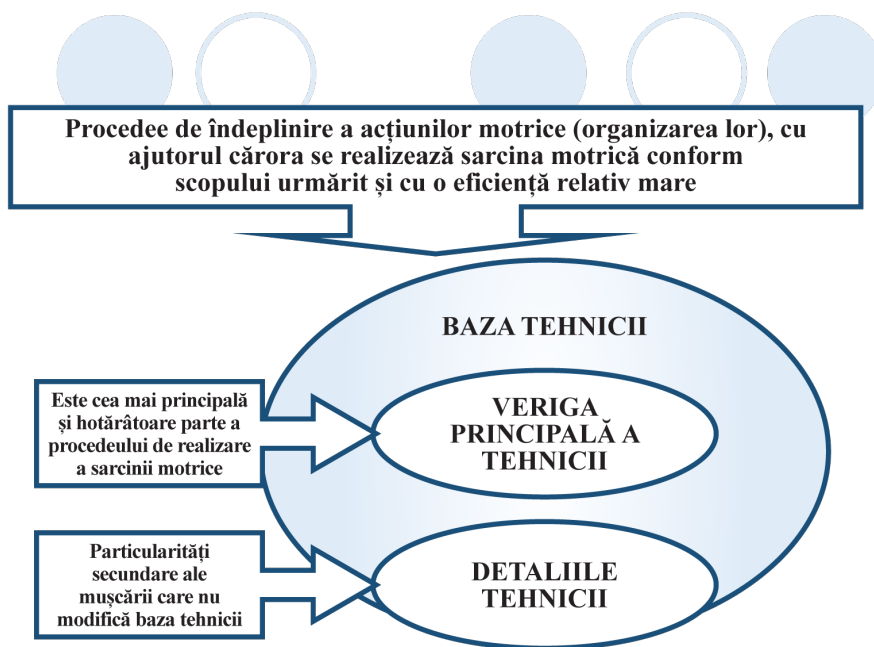 Procedee de îndeplinire a acțiunilor motrice (organizarea lor), cu
ajutorul cărora se realizează sarcina motrică conform
scopului urmărit și cu o eficiență relativ mare
BAZA TEHNICII
Este cea mai principală
și hotărâtoare parte a
procedeului de realizare
a sarcinii motrice
VERIGA
PRINCIPALĂ A
TEHNICII
Particularități
secundare ale
mușcării care nu
modifică baza tehnicii
DETALIILE
TEHNICII